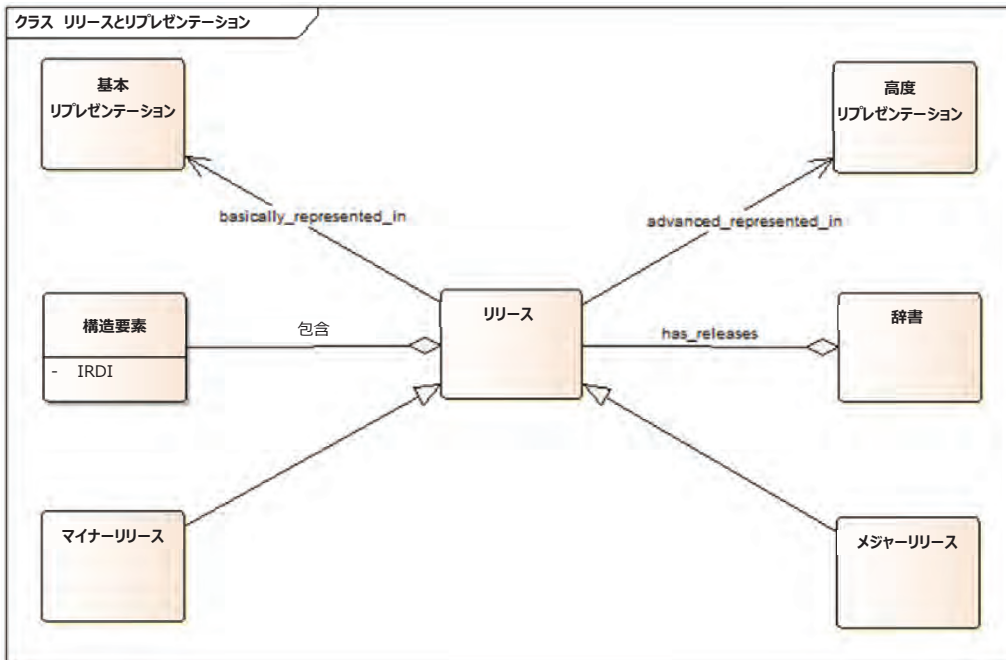 クラス リリースとリプレゼンテーション
基本
リプレゼンテーション
高度
リプレゼンテーション
basically_represented_in
advanced_represented_in
構造要素
- IRDI
包含
リリース
has_releases
辞書
マイナーリリース
メジャーリリース